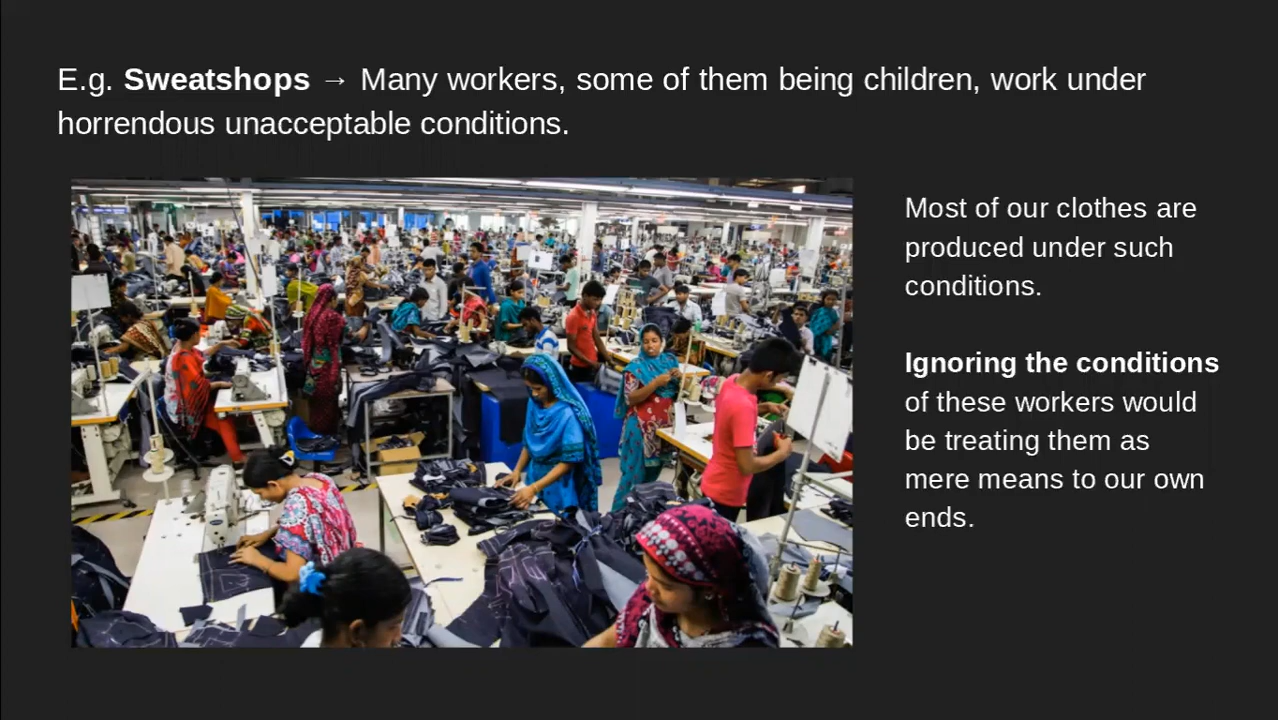 E.g. Sweatshops → Many workers, some of them being children, work under
horrendous unacceptable conditions.
Most of our clothes are
produced under such
conditions.
Ignoring the conditions
of these workers would
be treating them as
mere means to our own
ends.